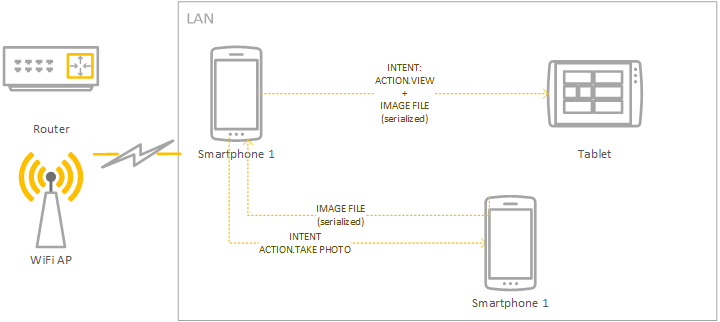 LAN
INTENT:
ACTION.VIEW
+
IMAGE FILE
(serialized)
Router
Smartphone 1
Tablet
IMAGE FILE
(serialized)
INTENT
ACTION.TAKE PHOTO
WiFi AP
Smartphone 1